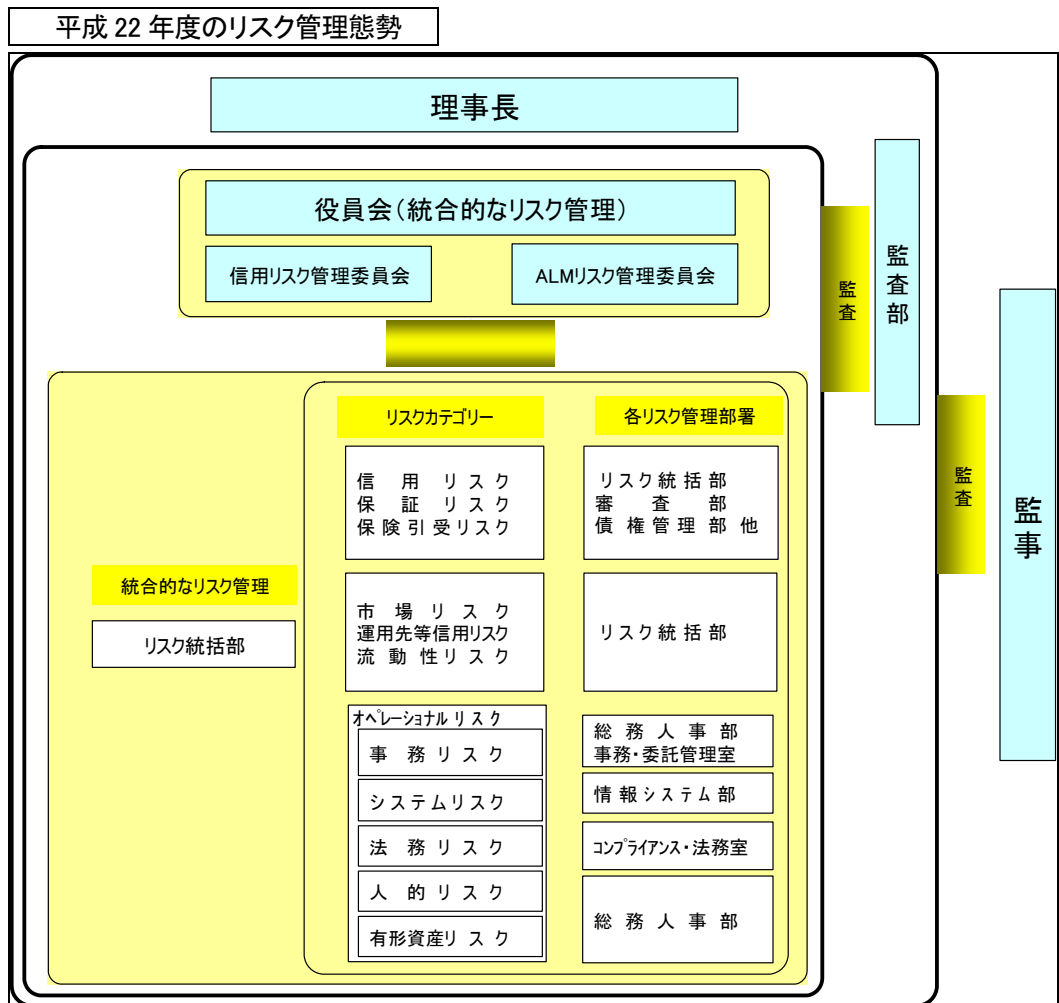 平成 22 年度のリスク管理態勢
理事長
役員会(統合的なリスク管理)
信用リスク管理委員会
ALMリスク管理委員会
監査
監査部
監査
監事
リスクカテゴリー
各リスク管理部署
信用リスク
保証リスク
保険引受リスク
リスク統括部
審査部
債権管理部他
統合的なリスク管理
リスク統括部
市場リスク
運用先等信用リスク
流動性リスク
リスク統括部
オペレーショナルリスク
事務リスク
総務人事部
事務・委託管理室
システムリスク
情報システム部
法務リスク
コンプライアンス・法務室
人的リスク
有形資産リスク
総務人事部